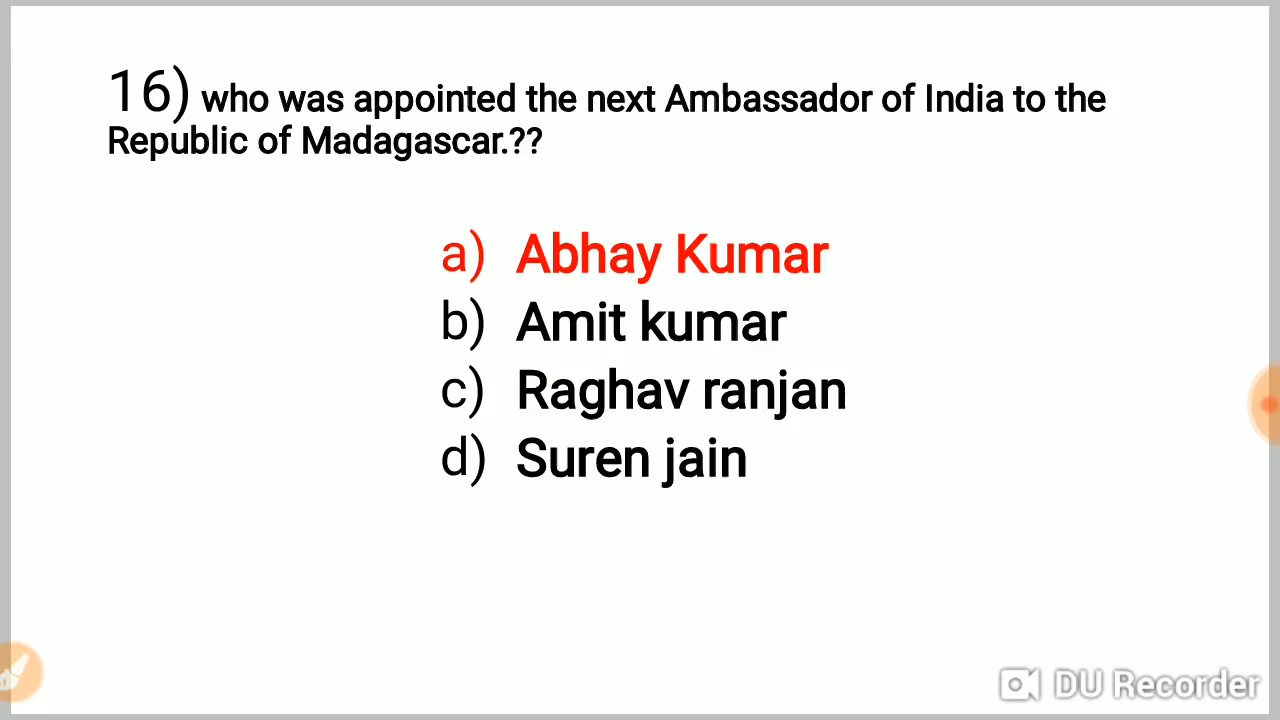 16) who was appointed the next Ambassador of India to the
Republic of Madagascar.??
a) Abhay Kumar
b) Amit kumar
c) Raghav ranjan
d) Suren jain
DU Recorder